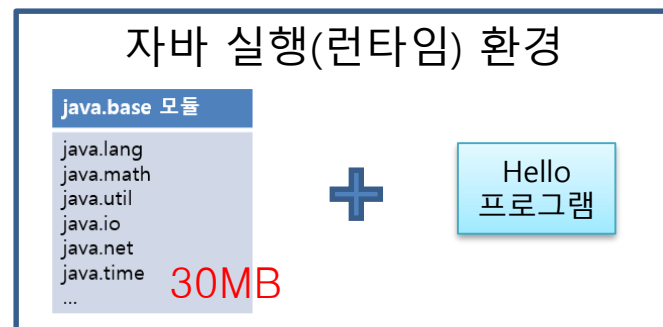 자바 실행(런타임) 환경
java.base 모듈
java.lang
java.math
java.util
java.io
java.net
java.time
...
30MB
Hello
프로그램